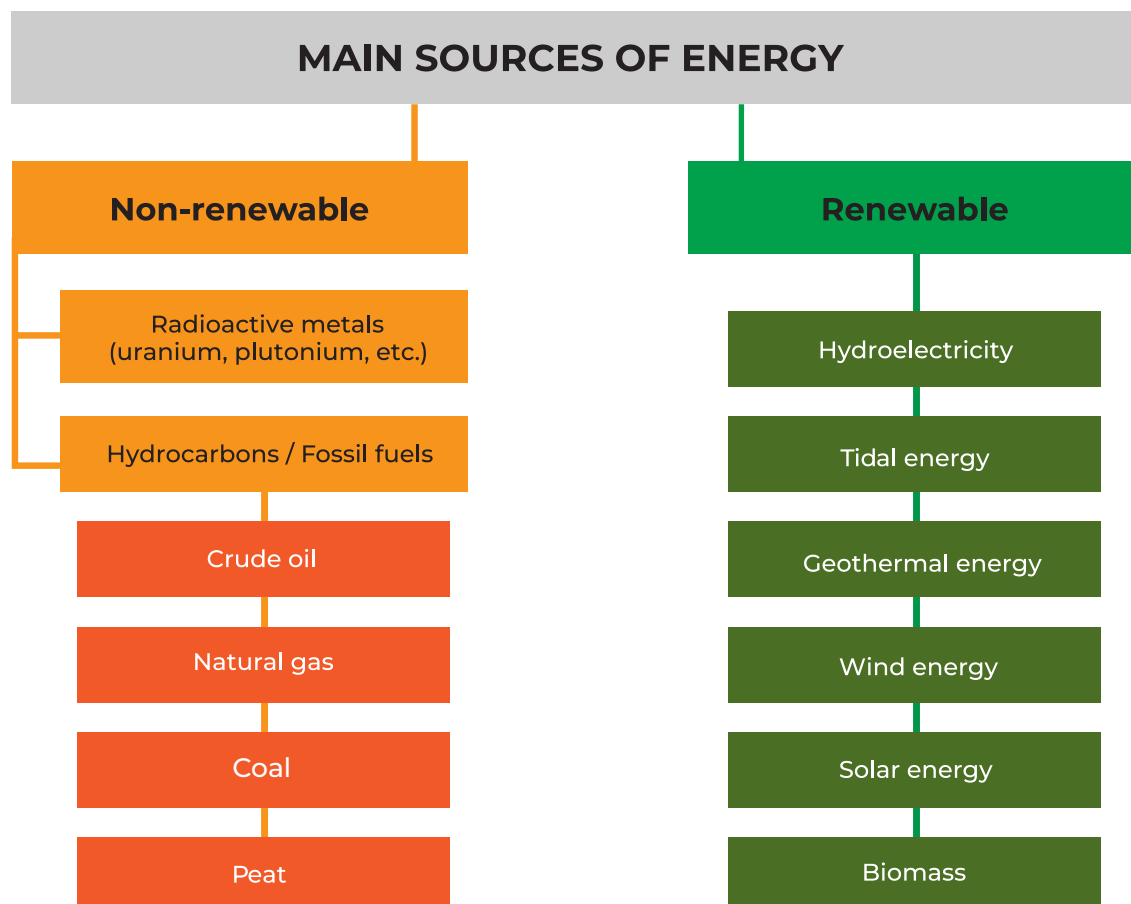 MAIN SOURCES OF ENERGY
Non-renewable
Radioactive metals
(uranium, plutonium, etc.)
Hydrocarbons / Fossil fuels
Crude oil
Natural gas
Coal
Peat
Renewable
Hydroelectricity
Tidal energy
Geothermal energy
Wind energy
Solar energy
Biomass